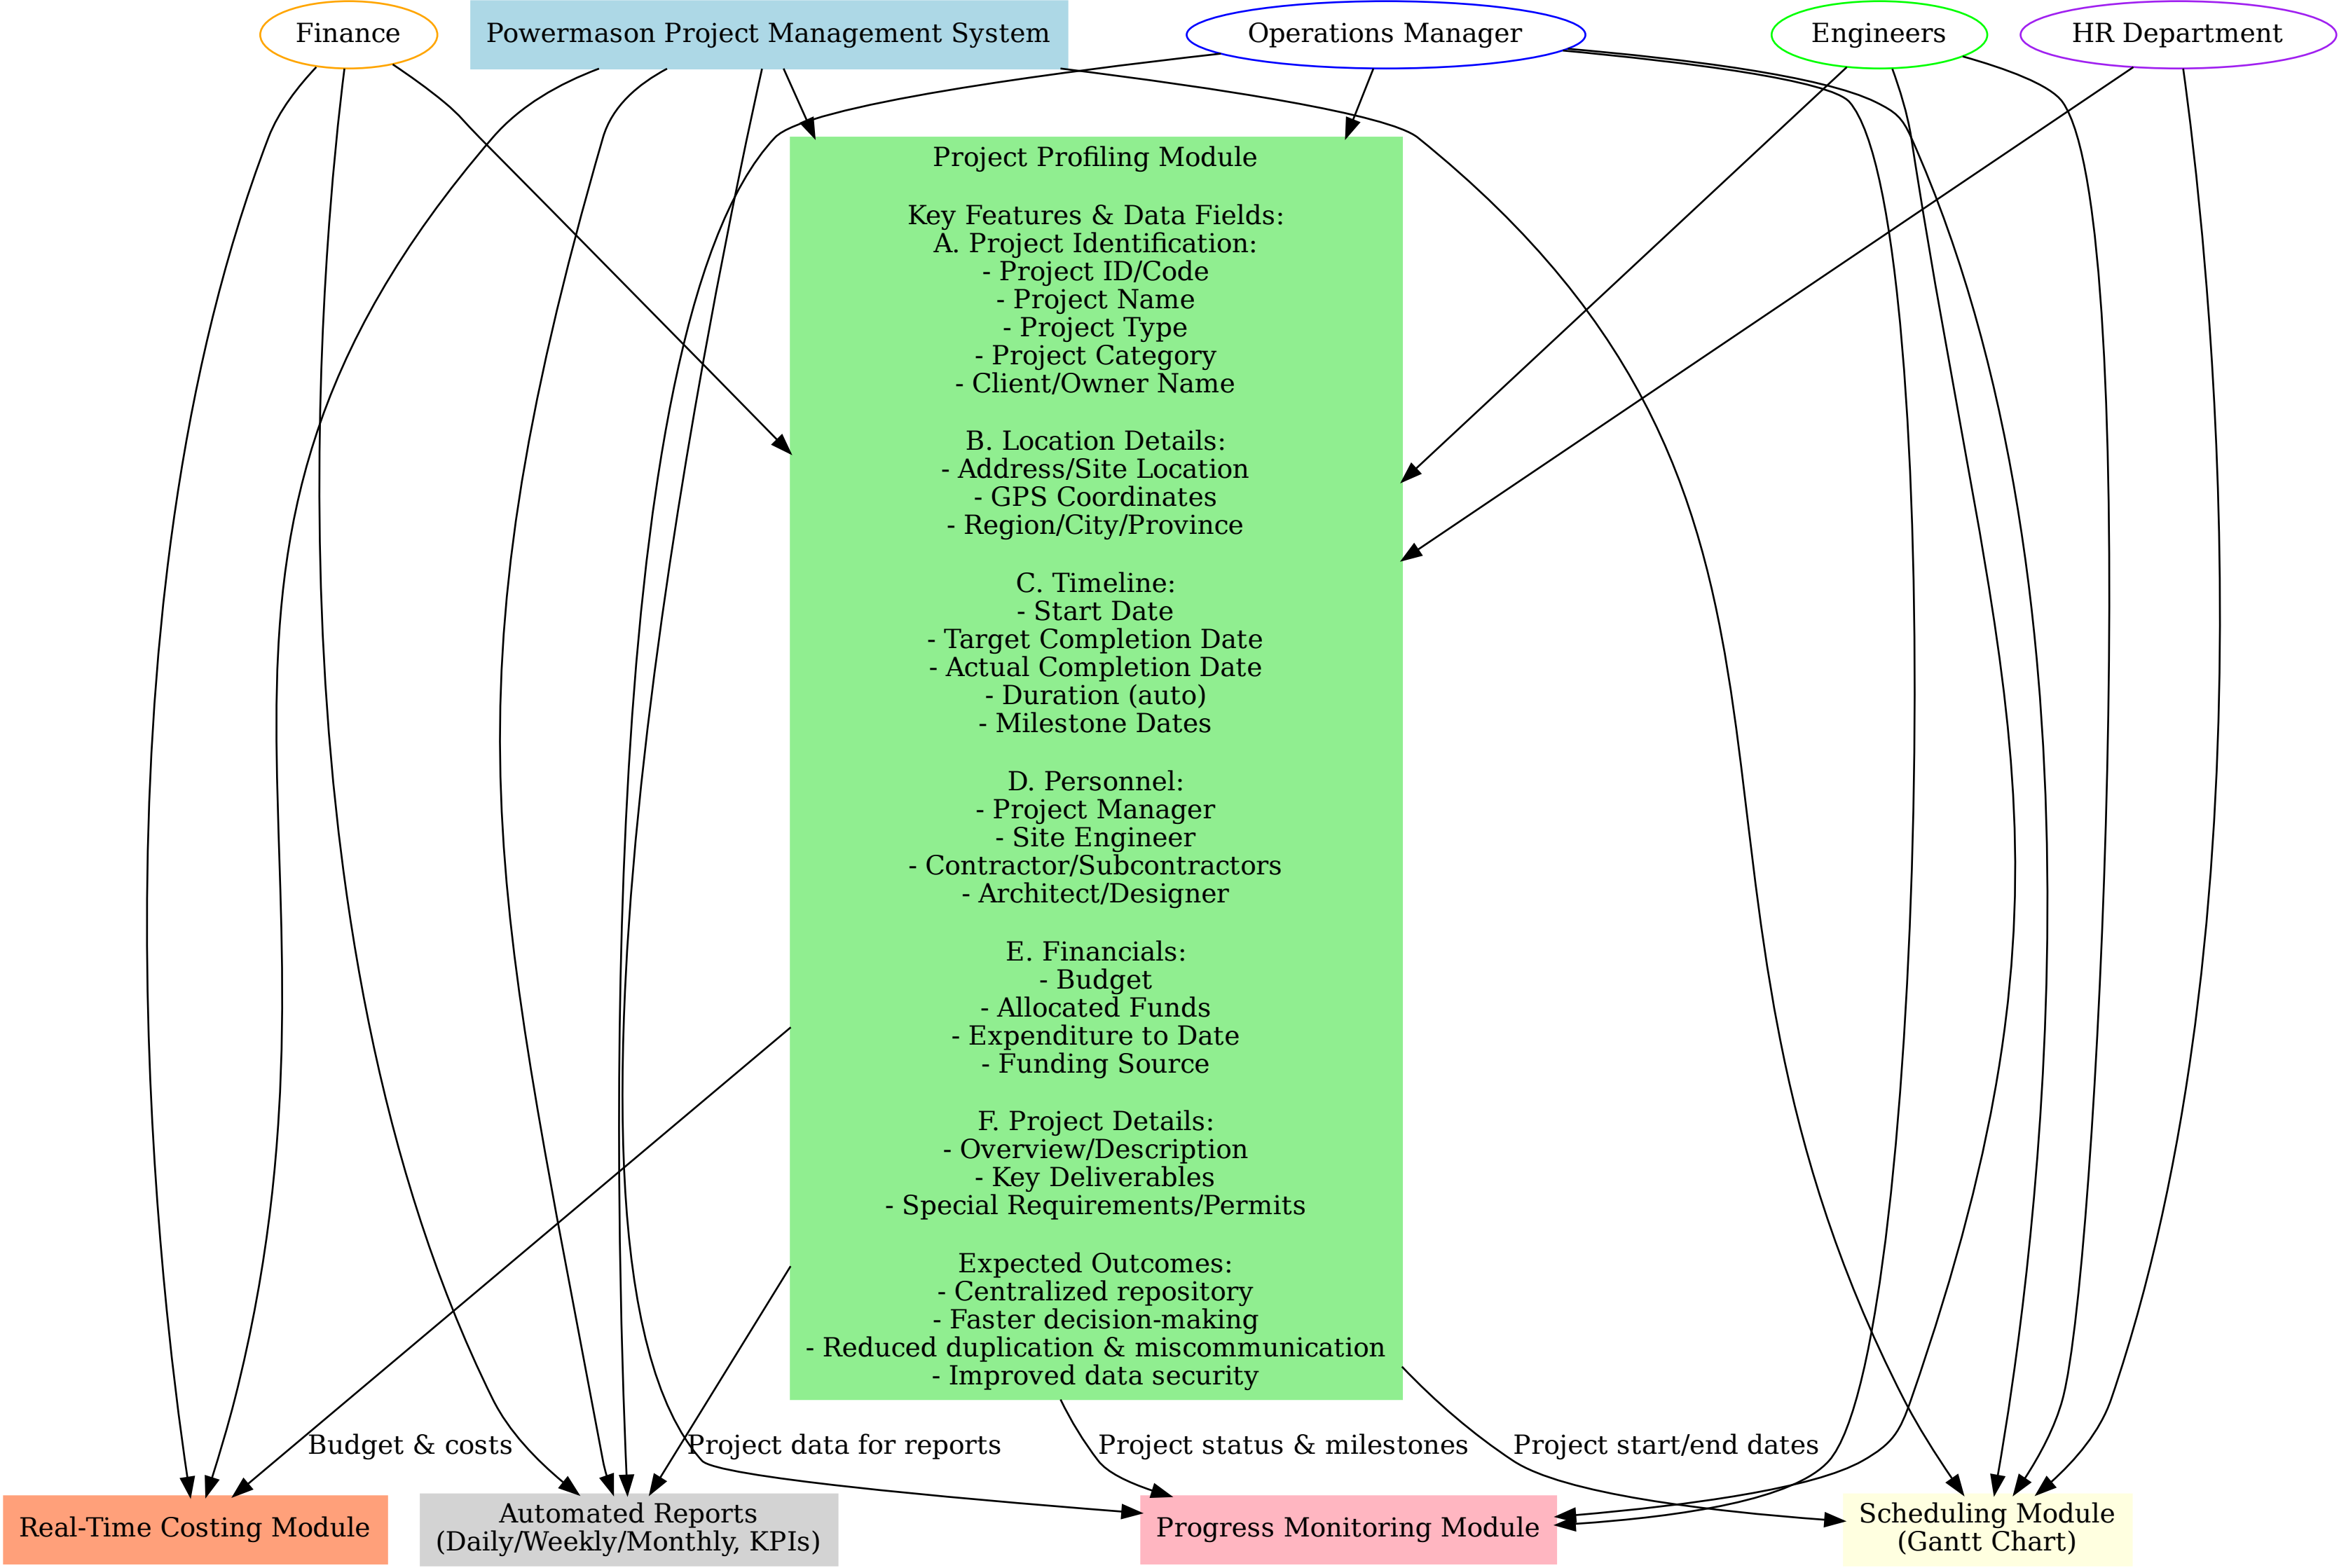 Finance
Powermason Project Management System
Operations Manager
Engineers
HR Department
Project Profiling Module
Key Features & Data Fields:
A. Project Identification:
- Project ID/Code
- Project Name
- Project Type
- Project Category
- Client/Owner Name
B. Location Details:
- Address/Site Location
- GPS Coordinates
- Region/City/Province
C. Timeline:
- Start Date
- Target Completion Date
- Actual Completion Date
- Duration (auto)
- Milestone Dates
D. Personnel:
- Project Manager
- Site Engineer
- Contractor/Subcontractors
- Architect/Designer
E. Financials:
- Budget
- Allocated Funds
- Expenditure to Date
- Funding Source
F. Project Details:
- Overview/Description
- Key Deliverables
- Special Requirements/Permits
Expected Outcomes:
- Centralized repository
- Faster decision-making
- Reduced duplication & miscommunication
- Improved data security
Budget & costs
Project data for reports
Project status & milestones
Project start/end dates
Real-Time Costing Module
Automated Reports
(Daily/Weekly/Monthly, KPIs)
Progress Monitoring Module
Scheduling Module
(Gantt Chart)